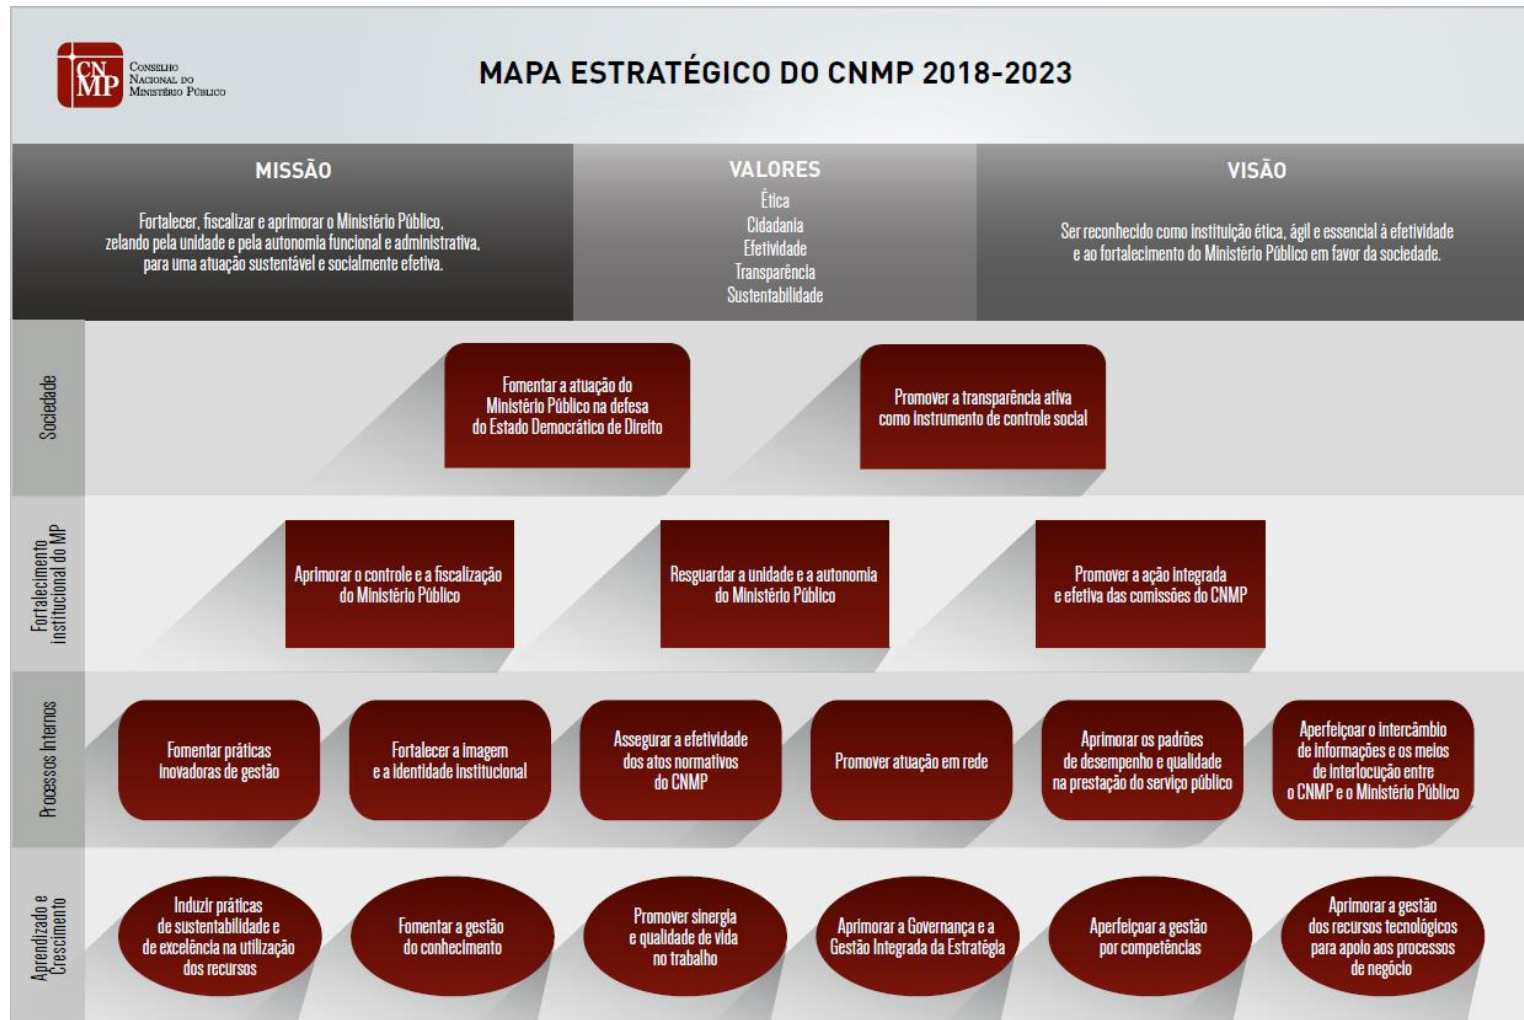 CN
MP
CONSELHO
NACIONAL DO
MINISTÉRIO PÚBLICO
MAPA ESTRATÉGICO DO CNMP 2018-2023
MISSÃO
Fortalecer, fiscalizar e aprimorar o Ministério Público,
zelando pela unidade e pela autonomia funcional e administrativa,
para uma atuação sustentável e socialmente efetiva.
VALORES
Ética
Cidadania
Efetividade
Transparência
Sustentabilidade
VISÃO
Ser reconhecido como instituição ética, ágil e essencial à efetividade
e ao fortalecimento do Ministério Público em favor da sociedade.
Sociedade
Fomentar a atuação do
Ministério Público na defesa
do Estado Democrático de Direito
Promover a transparência ativa
como instrumento de controle social
Fortalecimento
institucional do MP
Aprimorar o controle e a fiscalização
do Ministério Público
Resguardar a unidade e a autonomia
do Ministério Público
Promover a ação integrada
e efetiva das comissões do CNMP
Processos Internos
Fomentar práticas
inovadoras de gestão
Fortalecer a imagem
e a identidade institucional
Assegurar a efetividade
dos atos normativos
do CNMP
Promover atuação em rede
Aprimorar os padrões
de desempenho e qualidade
na prestação do serviço público
Aperfeiçoar o intercâmbio
de informações e os meios
de interlocução entre
o CNMP e o Ministério Público
Aprendizado e
Crescimento
Induzir práticas
de sustentabilidade e
de excelência na utilização
dos recursos
Fomentar a gestão
do conhecimento
Promover sinergia
e qualidade de vida
no trabalho
Aprimorar a Governança e a
Gestão Integrada da Estratégia
Aperfeiçoar a gestão
por competências
Aprimorar a gestão
dos recursos tecnológicos
para apoio aos processos
de negócio